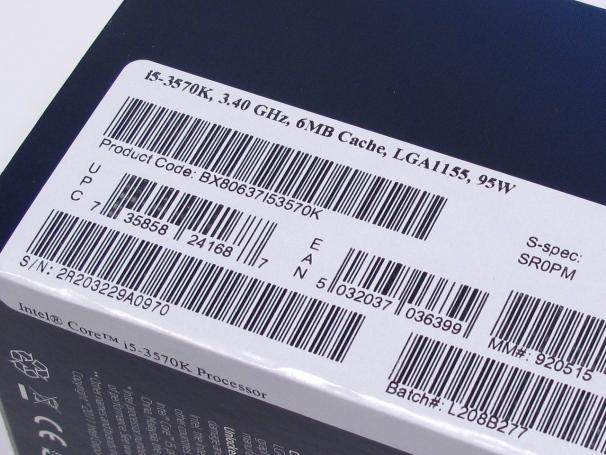 i5-3570K, 3.40 GHz, 6MB Cache, LGA1155, 95W
Product Code: BX80637I53570K
UPC
7 35858 24168 7
EAN
5 032037 036399
S-spec:
SR0PM
MM#: 920515
S/N: 2R203229A0970
Batch#: L208B277
Intel® Core™ i5-3570K Processor
CE